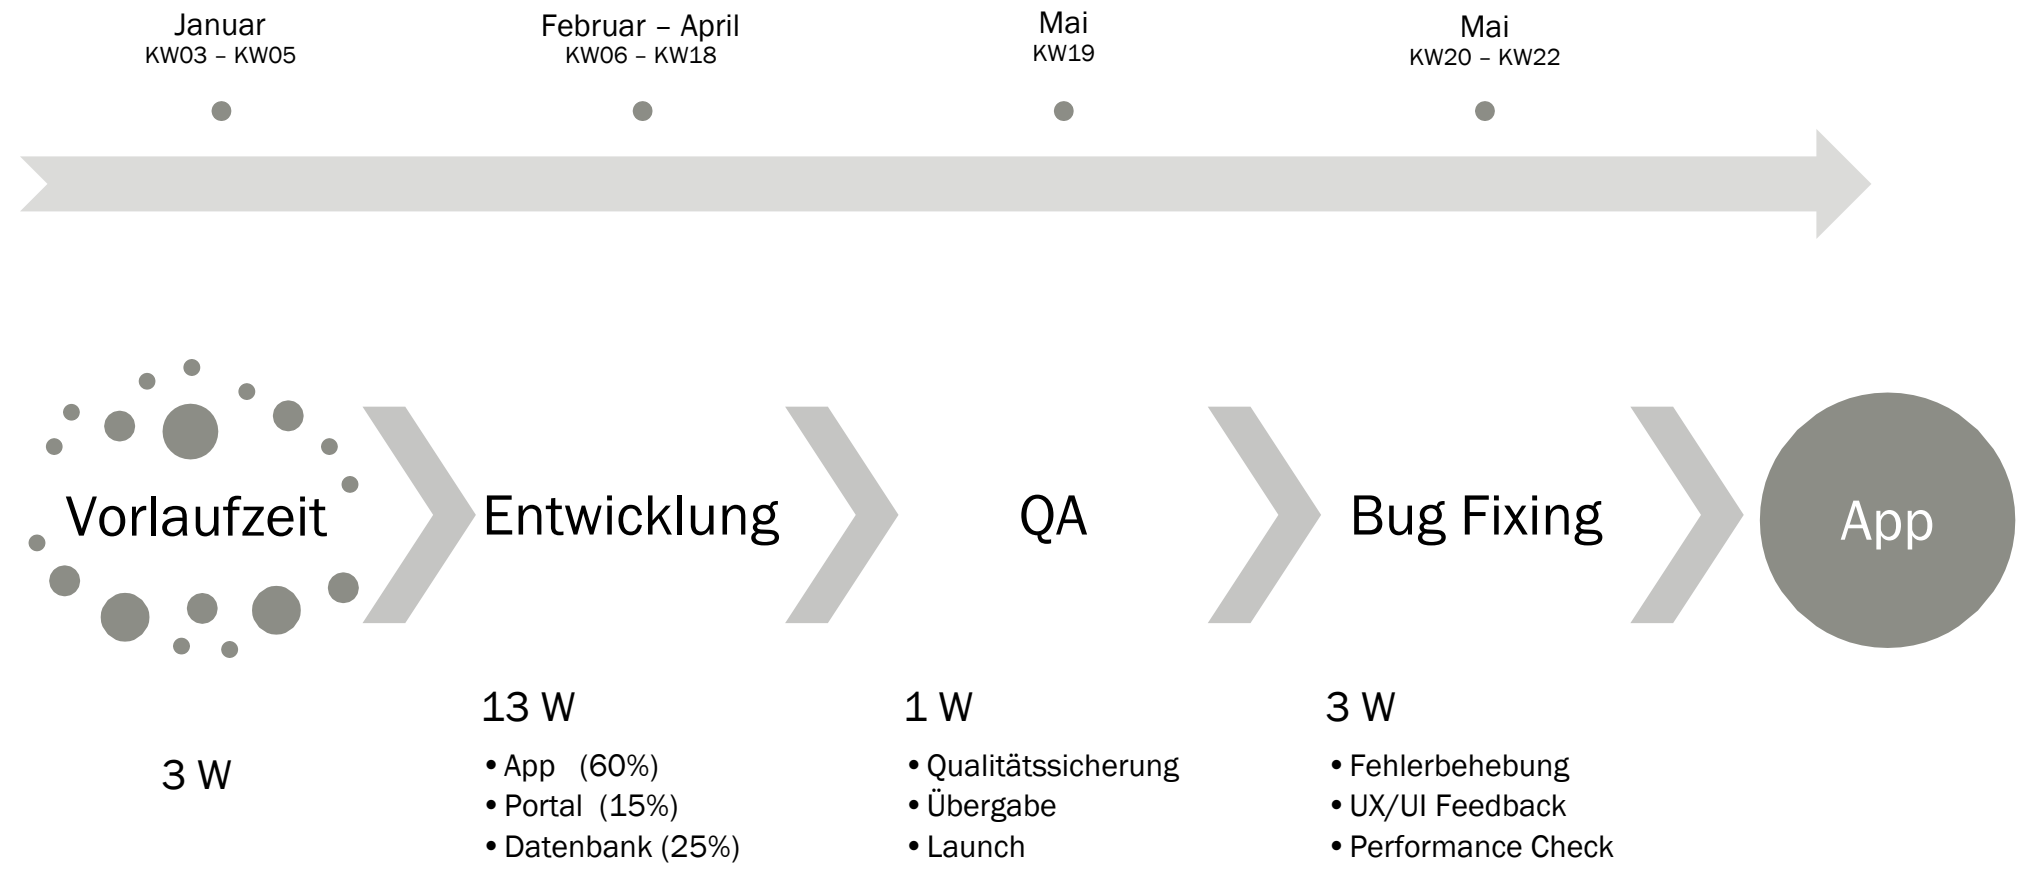 Januar
KW03 – KW05
Februar – April
KW06 – KW18
Mai
KW19
Mai
KW20 – KW22
Vorlaufzeit
Entwicklung
QA
Bug Fixing
App
3 W
13 W
• App (60%)
• Portal (15%)
• Datenbank (25%)
1 W
• Qualitätssicherung
• Übergabe
• Launch
3 W
• Fehlerbehebung
• UX/UI Feedback
• Performance Check